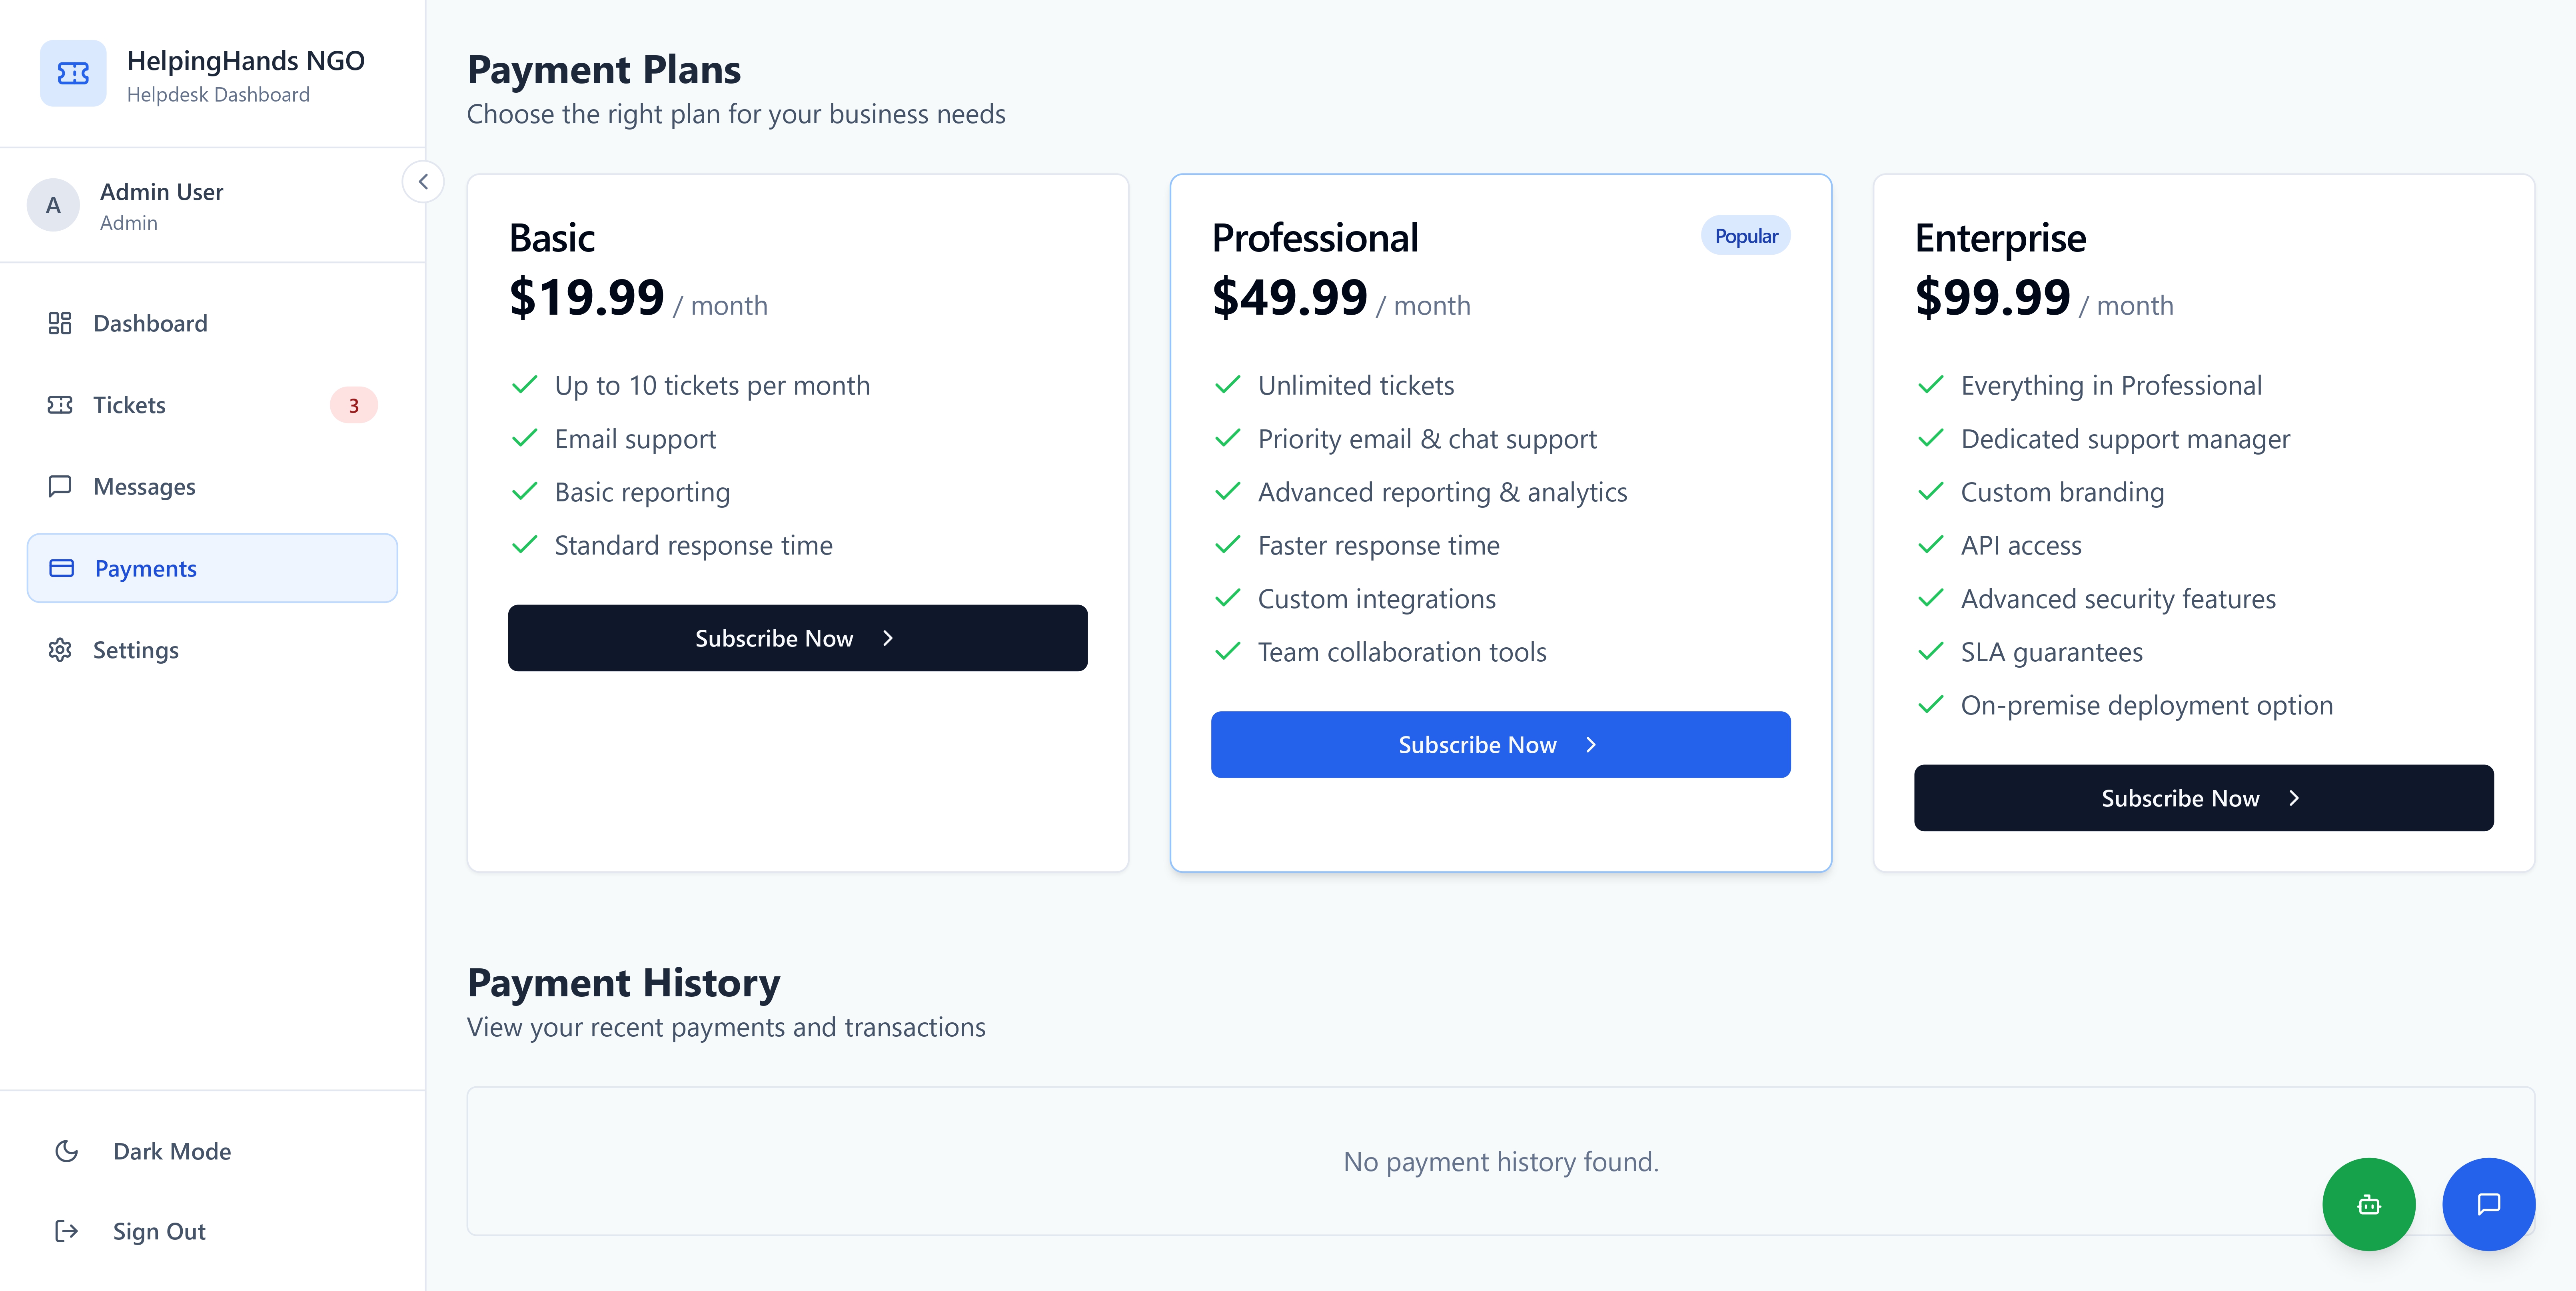 HelpingHands NGO
Helpdesk Dashboard
A
Admin User
Admin
Dashboard
Tickets
3
Messages
Payments
Settings
Dark Mode
Sign Out
Payment Plans
Choose the right plan for your business needs
Basic
$19.99 / month
Up to 10 tickets per month
Email support
Basic reporting
Standard response time
Subscribe Now
Professional
Popular
$49.99 / month
Unlimited tickets
Priority email & chat support
Advanced reporting & analytics
Faster response time
Custom integrations
Team collaboration tools
Subscribe Now
Enterprise
$99.99 / month
Everything in Professional
Dedicated support manager
Custom branding
API access
Advanced security features
SLA guarantees
On-premise deployment option
Subscribe Now
Payment History
View your recent payments and transactions
No payment history found.